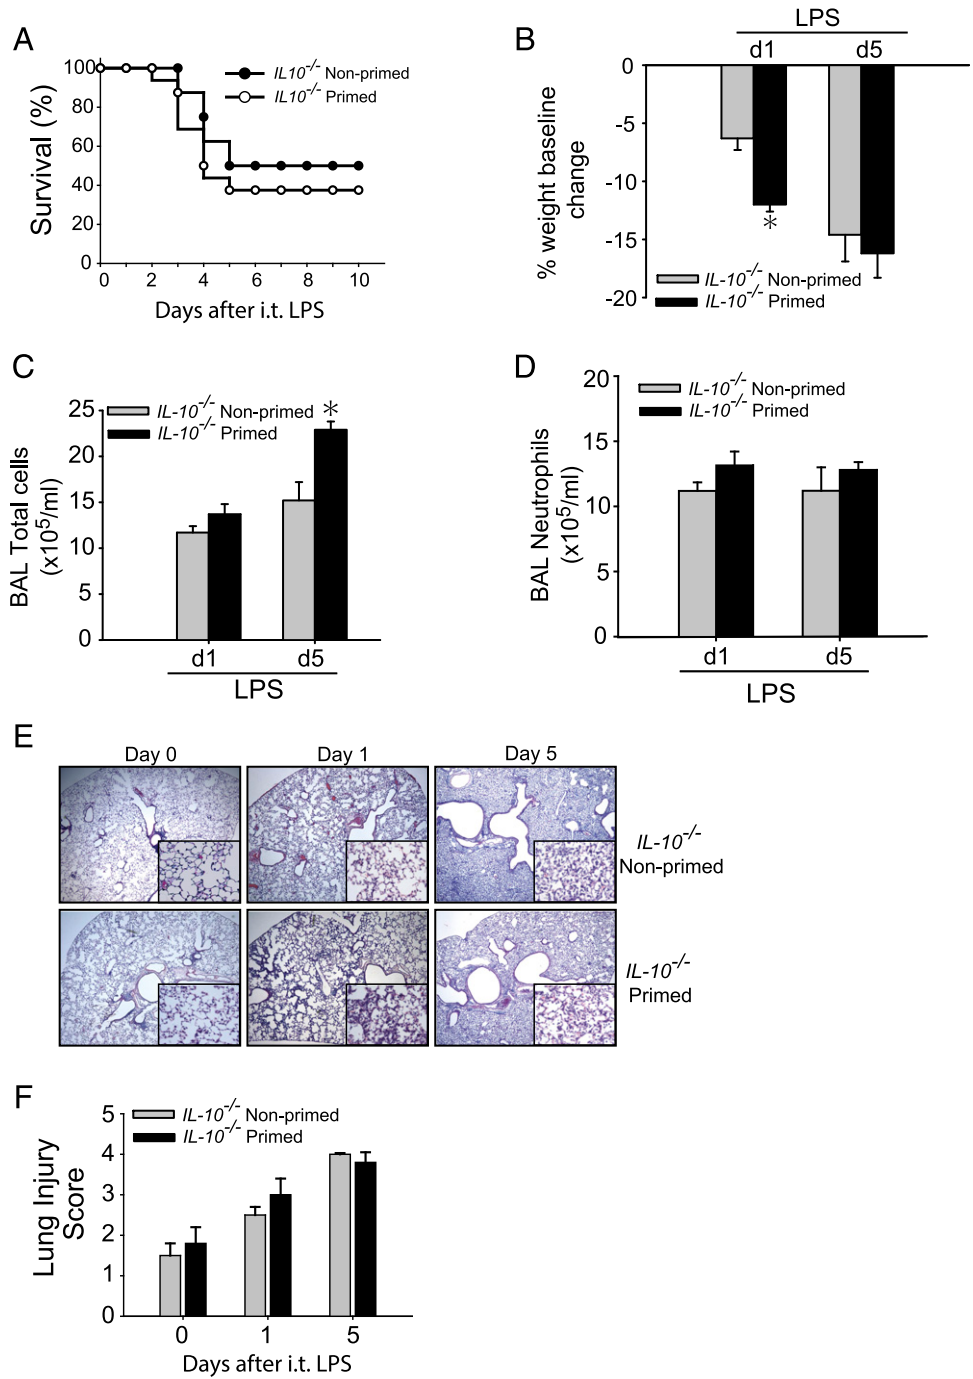 A
100
80
60
40
20
0
Survival (%)
IL10-/- Non-primed
IL10-/- Primed
0 2 4 6 8 10
Days after i.t. LPS
B
LPS
d1 d5
0
-5
-10
-15
-20
% weight baseline
change
*
IL-10-/- Non-primed
IL-10-/- Primed
C
25
20
15
10
5
0
BAL Total cells
(x10^5/ml)
IL-10-/- Non-primed
IL-10-/- Primed
*
d1 d5
LPS
D
20
15
10
5
0
BAL Neutrophils
(x10^5/ml)
IL-10-/- Non-primed
IL-10-/- Primed
d1 d5
LPS
E
Day 0 Day 1 Day 5
IL-10-/-
Non-primed
IL-10-/-
Primed
F
5
4
3
2
1
0
Lung Injury
Score
IL-10-/- Non-primed
IL-10-/- Primed
0 1 5
Days after i.t. LPS